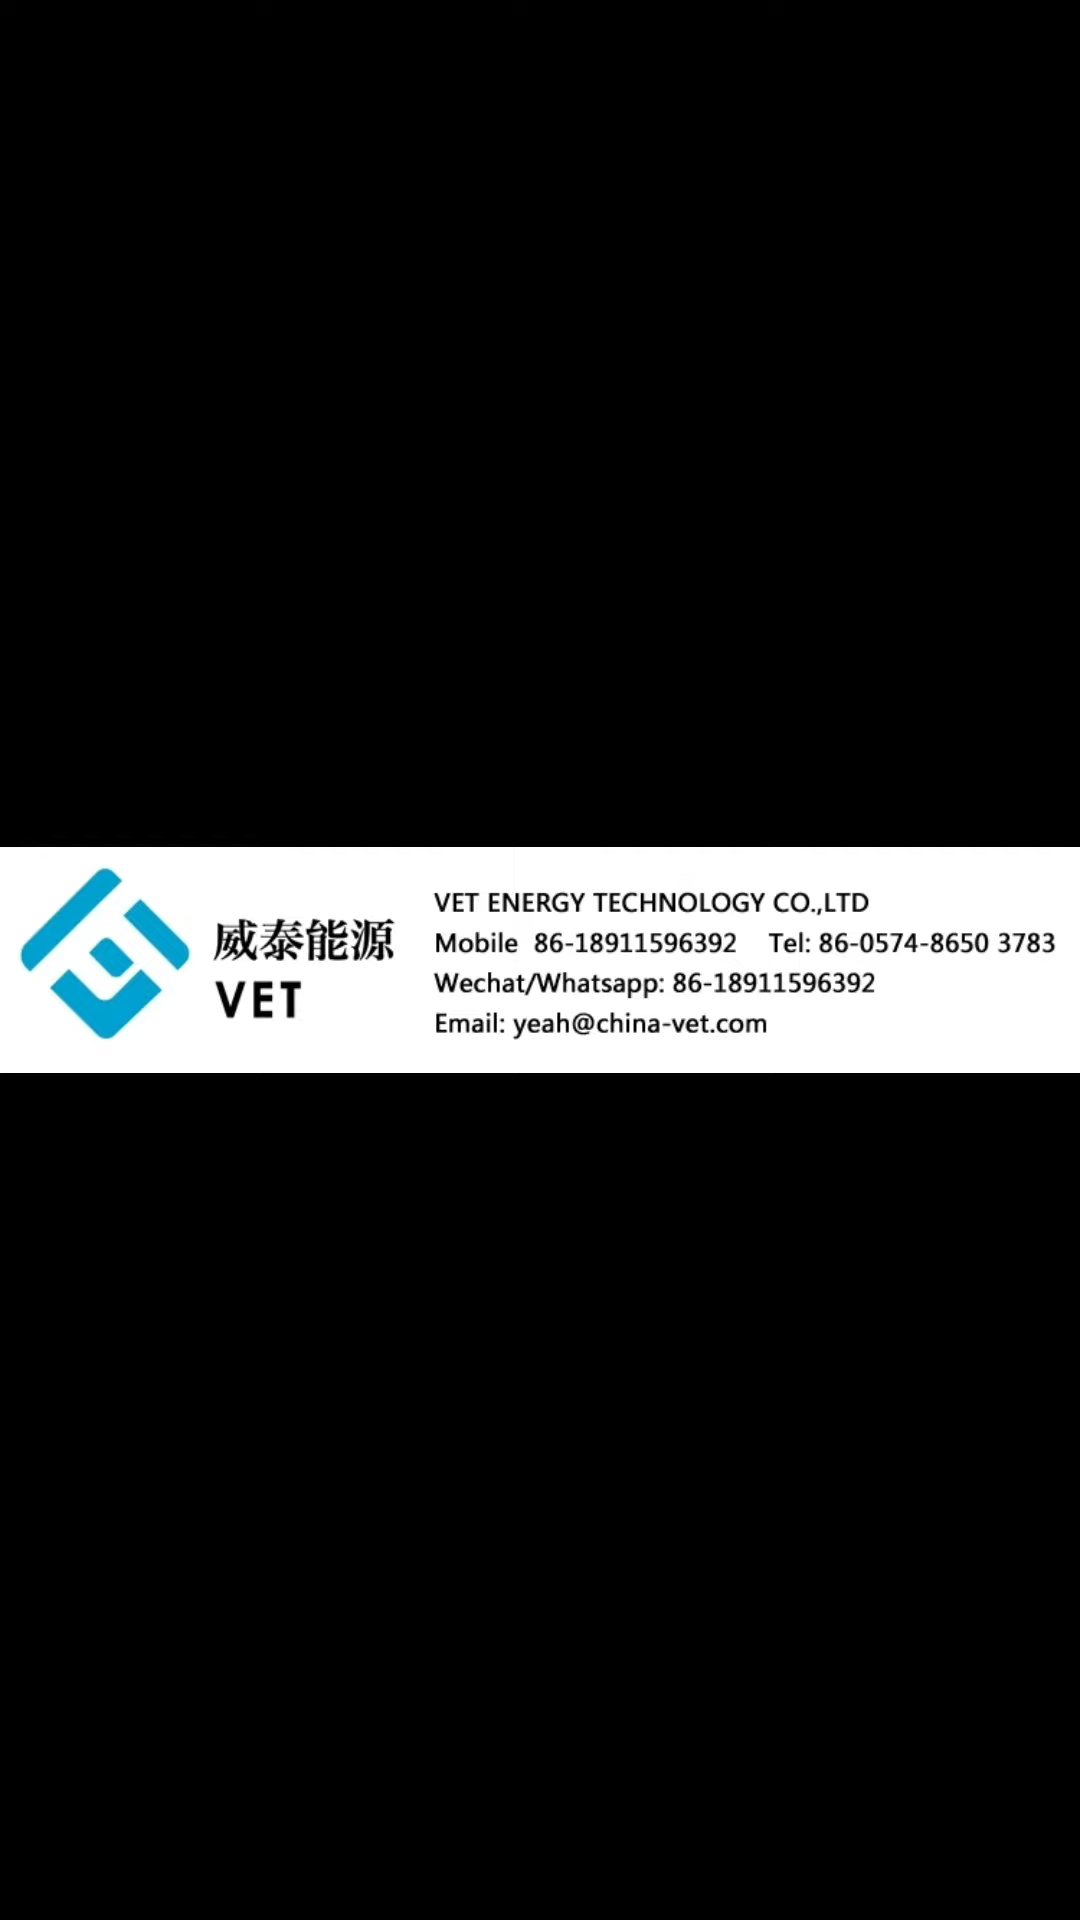 威泰能源
VET
VET ENERGY TECHNOLOGY CO.,LTD
Mobile 86-18911596392 Tel: 86-0574-8650 3783
Wechat/Whatsapp: 86-18911596392
Email: yeah@china-vet.com